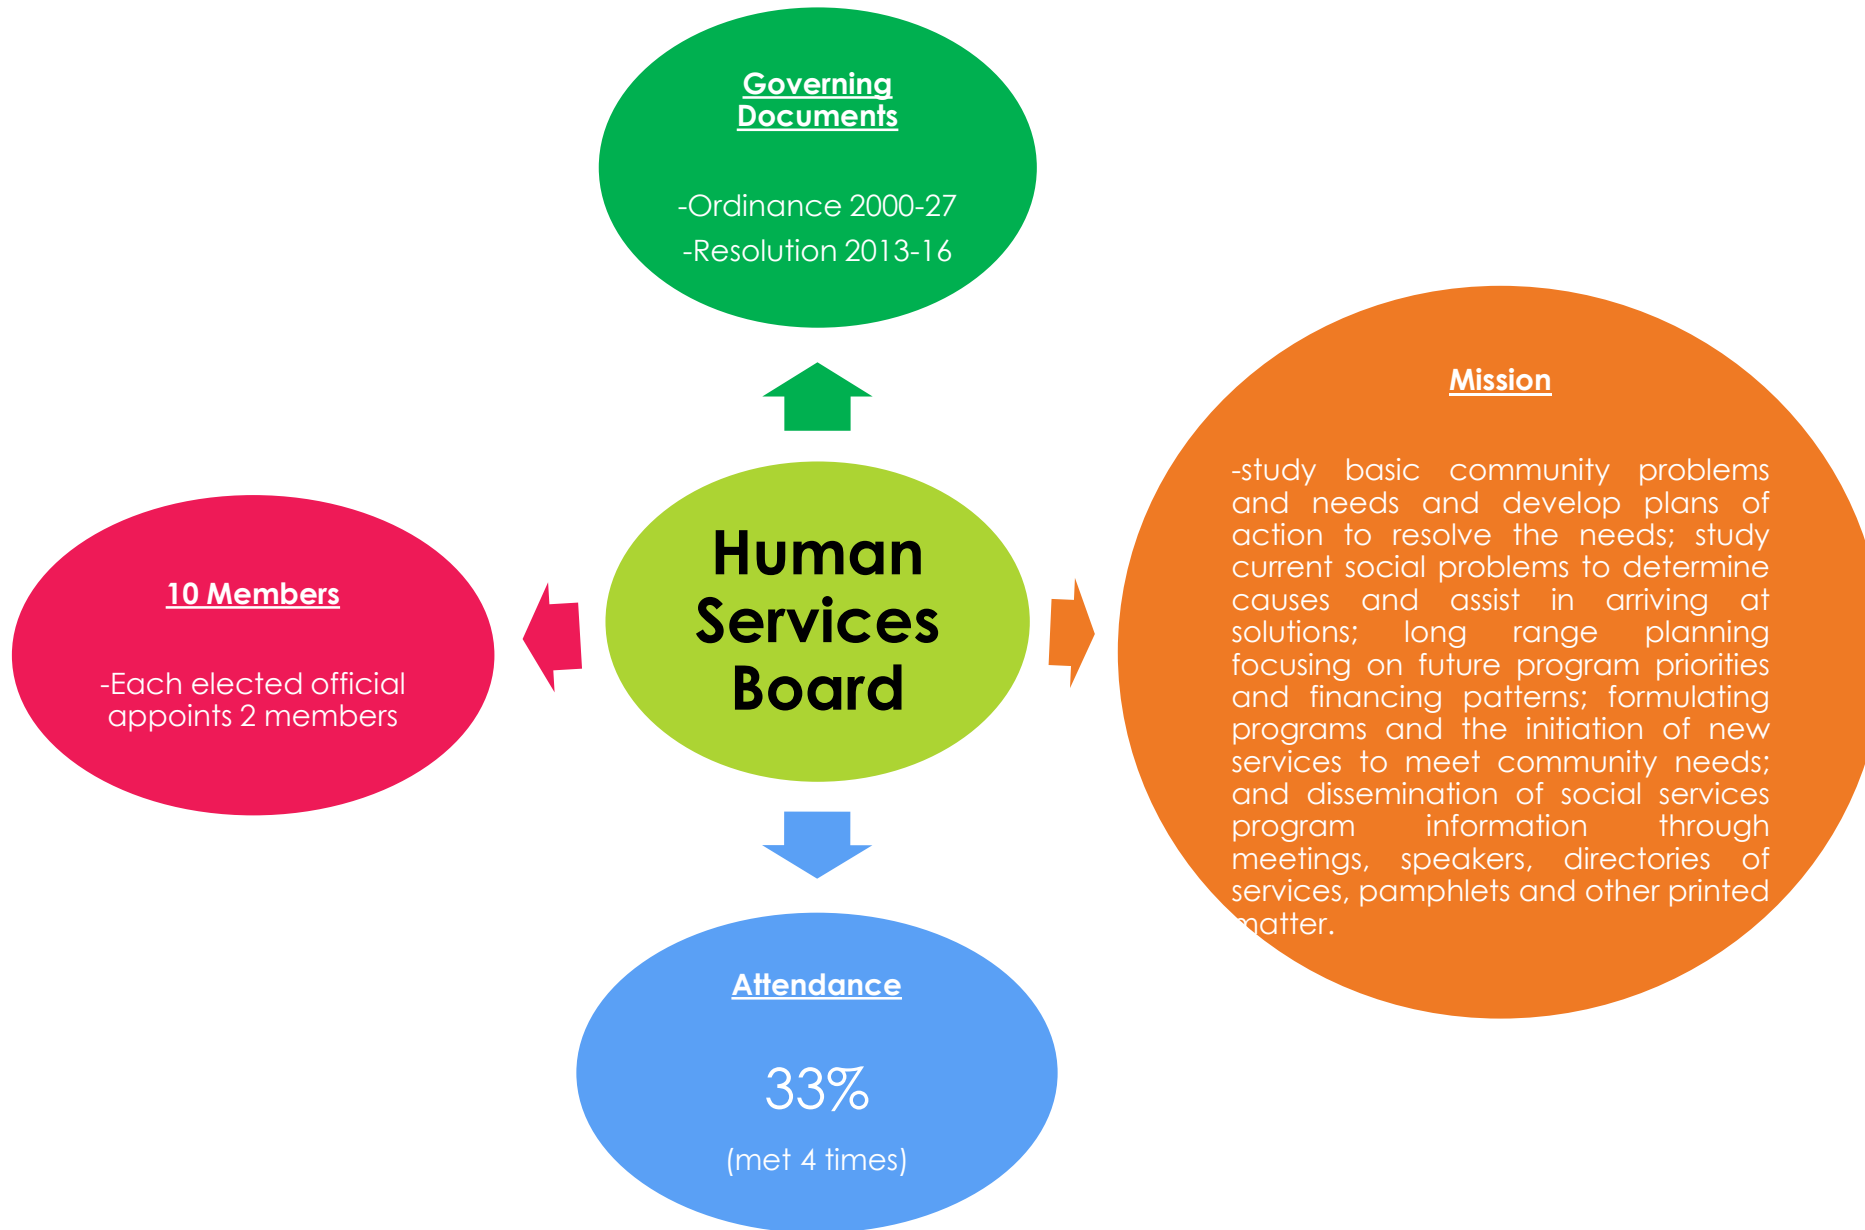 Governing
Documents
-Ordinance 2000-27
-Resolution 2013-16
Mission
-study basic community problems
and needs and develop plans of
action to resolve the needs; study
current social problems to determine
causes and assist in arriving at
solutions; long range planning
focusing on future program priorities
and financing patterns; formulating
programs and the initiation of new
services to meet community needs;
and dissemination of social services
program information through
meetings, speakers, directories of
services, pamphlets and other printed
matter.
Human
Services
Board
10 Members
-Each elected official
appoints 2 members
Attendance
33%
(met 4 times)